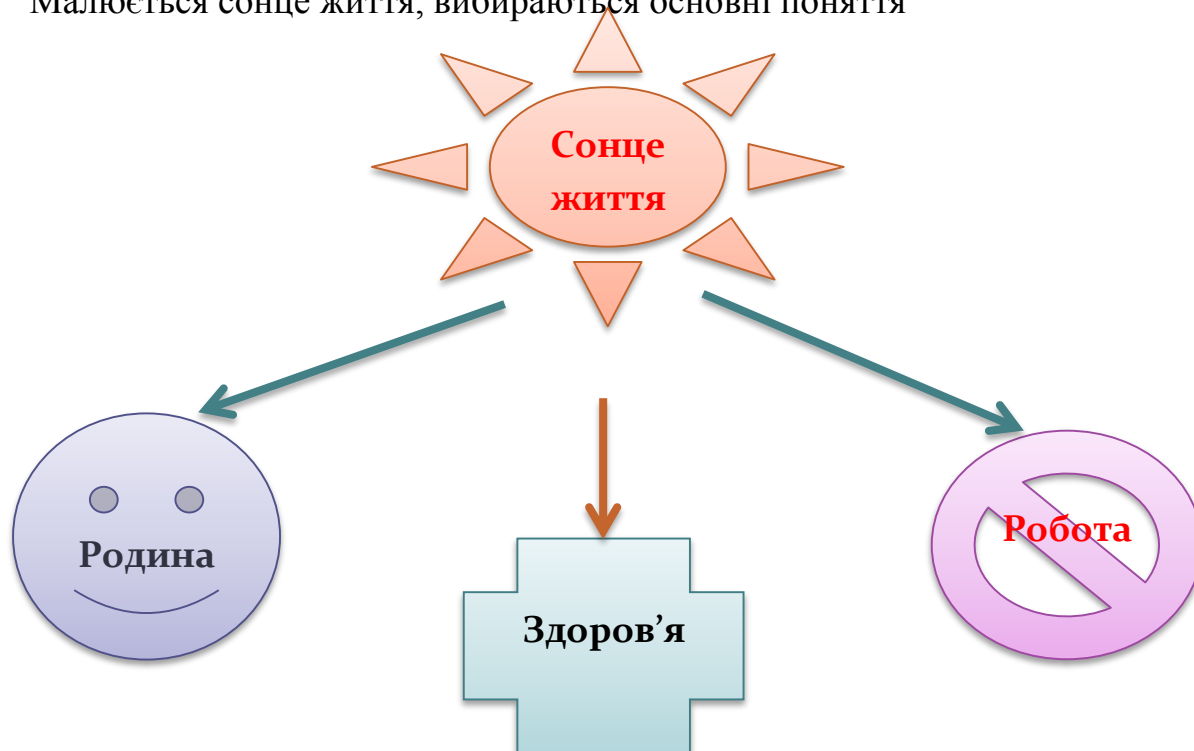 Малюється сонце життя, вибираються основні поняття
Сонце
життя
Родина
Здоров’я
Робота